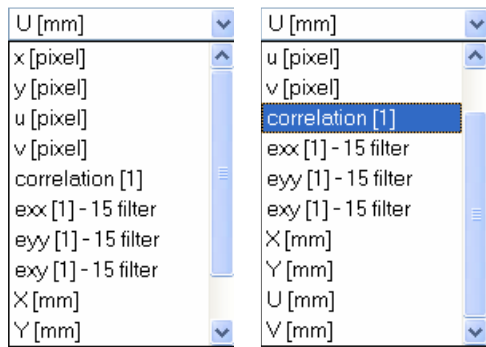 U [mm]
x [pixel]
y [pixel]
u [pixel]
v [pixel]
correlation [1]
exx [1] - 15 filter
eyy [1] - 15 filter
exy [1] - 15 filter
X [mm]
Y [mm]
U [mm]
u [pixel]
v [pixel]
correlation [1]
exx [1] - 15 filter
eyy [1] - 15 filter
exy [1] - 15 filter
X [mm]
Y [mm]
U [mm]
V [mm]